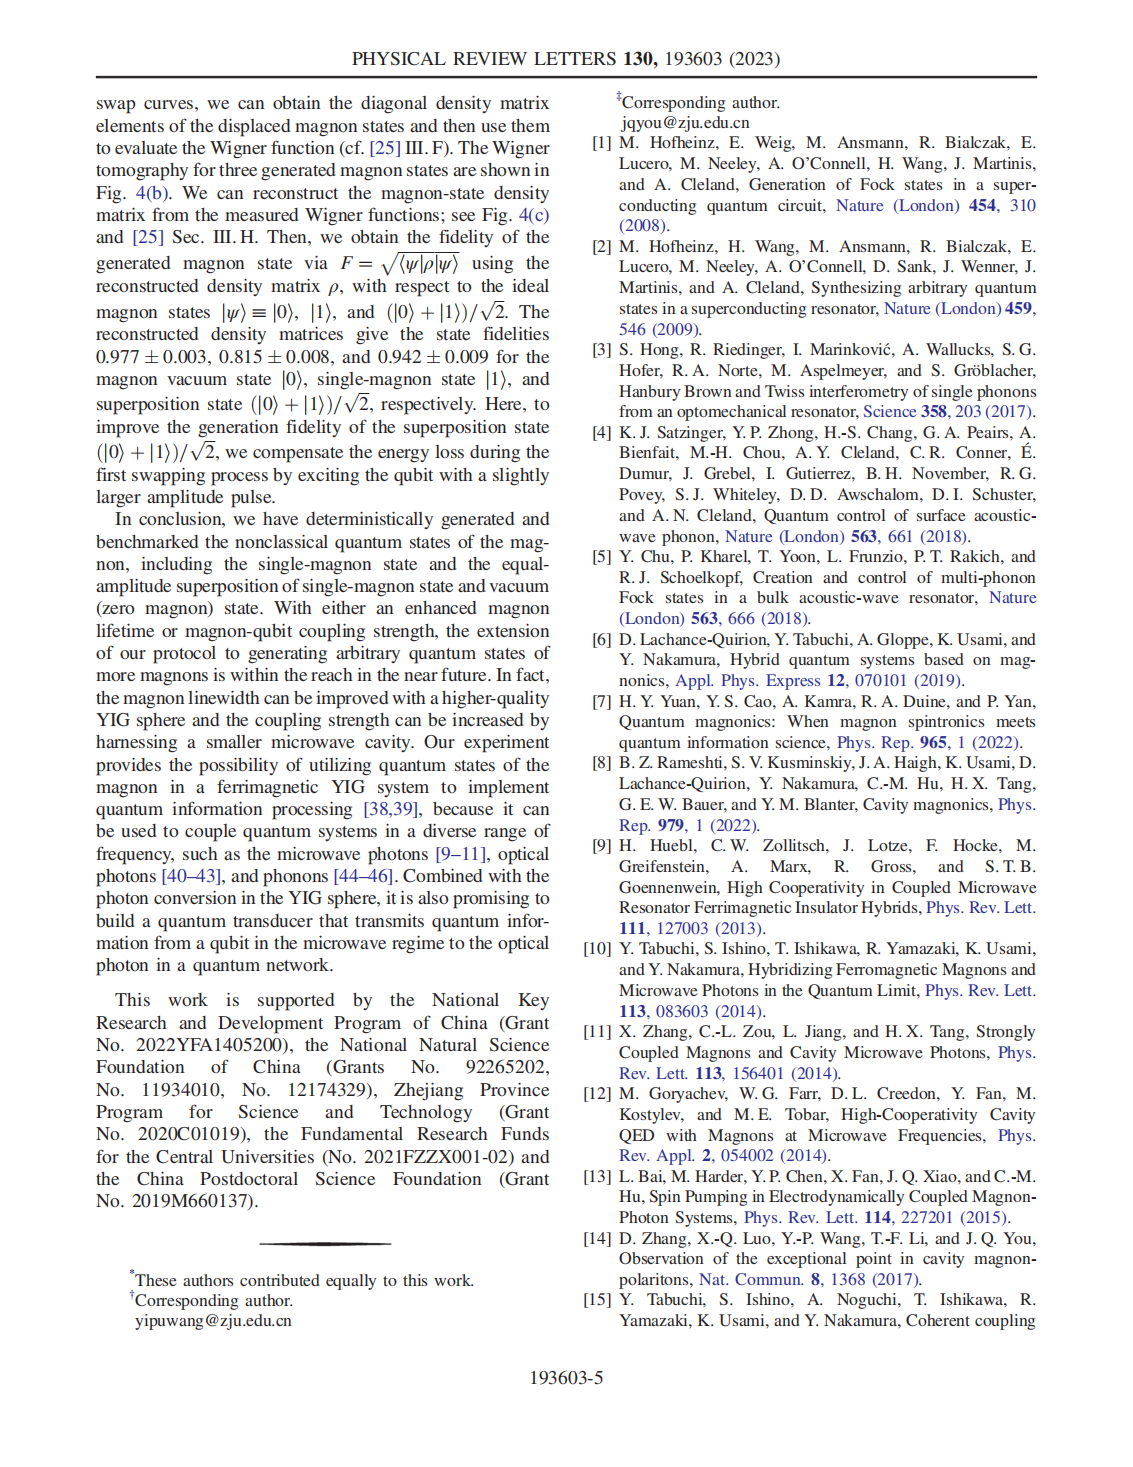 PHYSICAL REVIEW LETTERS 130, 193603 (2023)
swap curves, we can obtain the diagonal density matrix
elements of the displaced magnon states and then use them
to evaluate the Wigner function (cf. [25] III. F). The Wigner
tomography for three generated magnon states are shown in
Fig. 4(b). We can reconstruct the magnon-state density
matrix from the measured Wigner functions; see Fig. 4(c)
and [25] Sec. III. H. Then, we obtain the fidelity of the
generated magnon state via F = √⟨ψ|ρ|ψ⟩ using the
reconstructed density matrix ρ, with respect to the ideal
magnon states |ψ⟩ ≡ |0⟩, |1⟩, and (|0⟩ + |1⟩)/√2. The
reconstructed density matrices give the state fidelities
0.977 ± 0.003, 0.815 ± 0.008, and 0.942 ± 0.009 for the
magnon vacuum state |0⟩, single-magnon state |1⟩, and
superposition state (|0⟩ + |1⟩)/√2, respectively. Here, to
improve the generation fidelity of the superposition state
(|0⟩ + |1⟩)/√2, we compensate the energy loss during the
first swapping process by exciting the qubit with a slightly
larger amplitude pulse.
In conclusion, we have deterministically generated and
benchmarked the nonclassical quantum states of the mag-
non, including the single-magnon state and the equal-
amplitude superposition of single-magnon state and vacuum
(zero magnon) state. With either an enhanced magnon
lifetime or magnon-qubit coupling strength, the extension
of our protocol to generating arbitrary quantum states of
more magnons is within the reach in the near future. In fact,
the magnon linewidth can be improved with a higher-quality
YIG sphere and the coupling strength can be increased by
harnessing a smaller microwave cavity. Our experiment
provides the possibility of utilizing quantum states of the
magnon in a ferrimagnetic YIG system to implement
quantum information processing [38,39], because it can
be used to couple quantum systems in a diverse range of
frequency, such as the microwave photons [9–11], optical
photons [40–43], and phonons [44–46]. Combined with the
photon conversion in the YIG sphere, it is also promising to
build a quantum transducer that transmits quantum infor-
mation from a qubit in the microwave regime to the optical
photon in a quantum network.
This work is supported by the National Key
Research and Development Program of China (Grant
No. 2022YFA1405200), the National Natural Science
Foundation of China (Grants No. 92265202,
No. 11934010, No. 12174329), Zhejiang Province
Program for Science and Technology (Grant
No. 2020C01019), the Fundamental Research Funds
for the Central Universities (No. 2021FZZX001-02) and
the China Postdoctoral Science Foundation (Grant
No. 2019M660137).
*These authors contributed equally to this work.
†Corresponding author.
yipuwang@zju.edu.cn
‡Corresponding author.
jqyou@zju.edu.cn
[1] M. Hofheinz, E. Weig, M. Ansmann, R. Bialczak, E.
Lucero, M. Neeley, A. O'Connell, H. Wang, J. Martinis,
and A. Cleland, Generation of Fock states in a super-
conducting quantum circuit, Nature (London) 454, 310
(2008).
[2] M. Hofheinz, H. Wang, M. Ansmann, R. Bialczak, E.
Lucero, M. Neeley, A. O'Connell, D. Sank, J. Wenner, J.
Martinis, and A. Cleland, Synthesizing arbitrary quantum
states in a superconducting resonator, Nature (London) 459,
546 (2009).
[3] S. Hong, R. Riedinger, I. Marinković, A. Wallucks, S. G.
Hofer, R. A. Norte, M. Aspelmeyer, and S. Gröblacher,
Hanbury Brown and Twiss interferometry of single phonons
from an optomechanical resonator, Science 358, 203 (2017).
[4] K. J. Satzinger, Y. P. Zhong, H.-S. Chang, G. A. Peairs, A.
Bienfait, M.-H. Chou, A. Y. Cleland, C. R. Conner, É.
Dumur, J. Grebel, I. Gutierrez, B. H. November, R. G.
Povey, S. J. Whiteley, D. D. Awschalom, D. I. Schuster,
and A. N. Cleland, Quantum control of surface acoustic-
wave phonon, Nature (London) 563, 661 (2018).
[5] Y. Chu, P. Kharel, T. Yoon, L. Frunzio, P. T. Rakich, and
R. J. Schoelkopf, Creation and control of multi-phonon
Fock states in a bulk acoustic-wave resonator, Nature
(London) 563, 666 (2018).
[6] D. Lachance-Quirion, Y. Tabuchi, A. Gloppe, K. Usami, and
Y. Nakamura, Hybrid quantum systems based on mag-
nonics, Appl. Phys. Express 12, 070101 (2019).
[7] H. Y. Yuan, Y. S. Cao, A. Kamra, R. A. Duine, and P. Yan,
Quantum magnonics: When magnon spintronics meets
quantum information science, Phys. Rep. 965, 1 (2022).
[8] B. Z. Rameshti, S. V. Kusminskiy, J. A. Haigh, K. Usami, D.
Lachance-Quirion, Y. Nakamura, C.-M. Hu, H. X. Tang,
G. E. W. Bauer, and Y. M. Blanter, Cavity magnonics, Phys.
Rep. 979, 1 (2022).
[9] H. Huebl, C. W. Zollitsch, J. Lotze, F. Hocke, M.
Greifenstein, A. Marx, R. Gross, and S. T. B.
Goennenwein, High Cooperativity in Coupled Microwave
Resonator Ferrimagnetic Insulator Hybrids, Phys. Rev. Lett.
111, 127003 (2013).
[10] Y. Tabuchi, S. Ishino, T. Ishikawa, R. Yamazaki, K. Usami,
and Y. Nakamura, Hybridizing Ferromagnetic Magnons and
Microwave Photons in the Quantum Limit, Phys. Rev. Lett.
113, 083603 (2014).
[11] X. Zhang, C.-L. Zou, L. Jiang, and H. X. Tang, Strongly
Coupled Magnons and Cavity Microwave Photons, Phys.
Rev. Lett. 113, 156401 (2014).
[12] M. Goryachev, W. G. Farr, D. L. Creedon, Y. Fan, M.
Kostylev, and M. E. Tobar, High-Cooperativity Cavity
QED with Magnons at Microwave Frequencies, Phys.
Rev. Appl. 2, 054002 (2014).
[13] L. Bai, M. Harder, Y. P. Chen, X. Fan, J. Q. Xiao, and C.-M.
Hu, Spin Pumping in Electrodynamically Coupled Magnon-
Photon Systems, Phys. Rev. Lett. 114, 227201 (2015).
[14] D. Zhang, X.-Q. Luo, Y.-P. Wang, T.-F. Li, and J. Q. You,
Observation of the exceptional point in cavity magnon-
polaritons, Nat. Commun. 8, 1368 (2017).
[15] Y. Tabuchi, S. Ishino, A. Noguchi, T. Ishikawa, R.
Yamazaki, K. Usami, and Y. Nakamura, Coherent coupling
193603-5